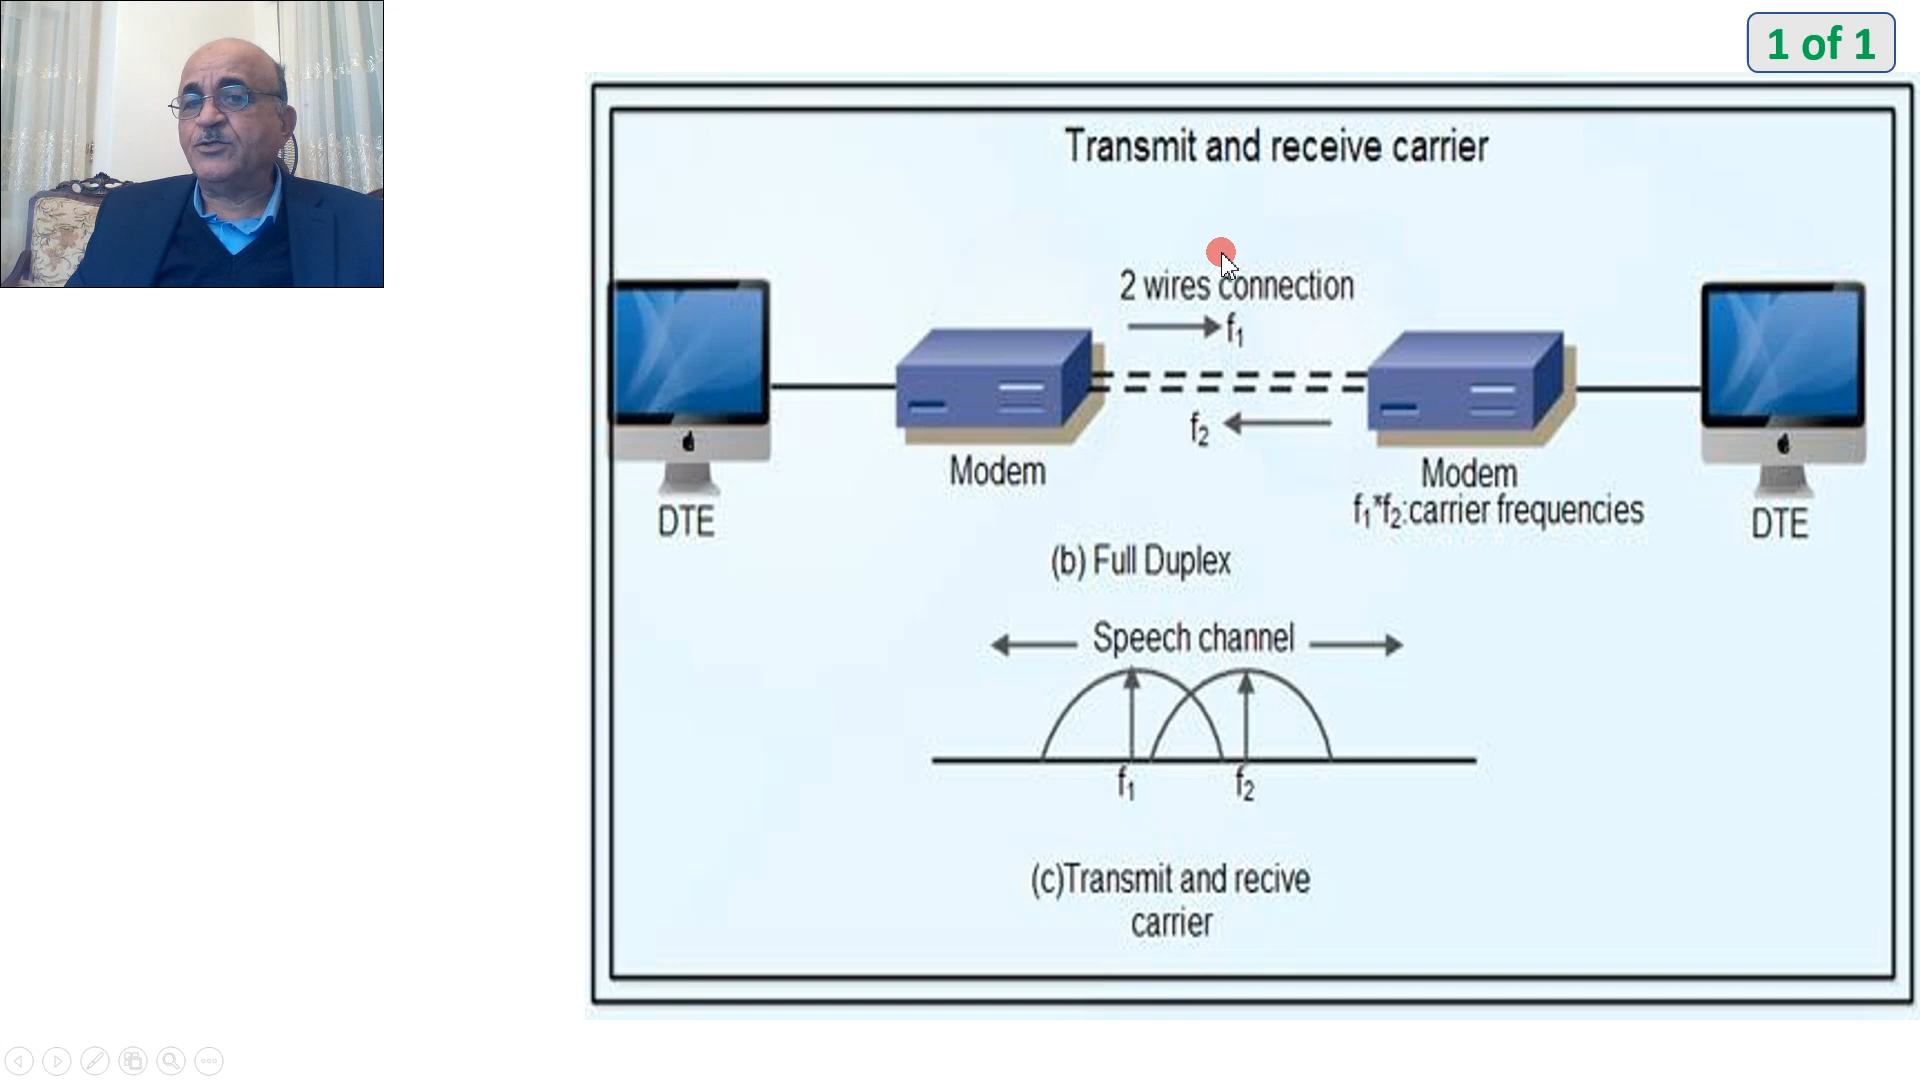 1 of 1
Transmit and receive carrier
2 wires connection
f₁
f₂
Modem
Modem
f₁*f₂:carrier frequencies
DTE
DTE
(b) Full Duplex
Speech channel
f₁
f₂
(c)Transmit and recive
carrier